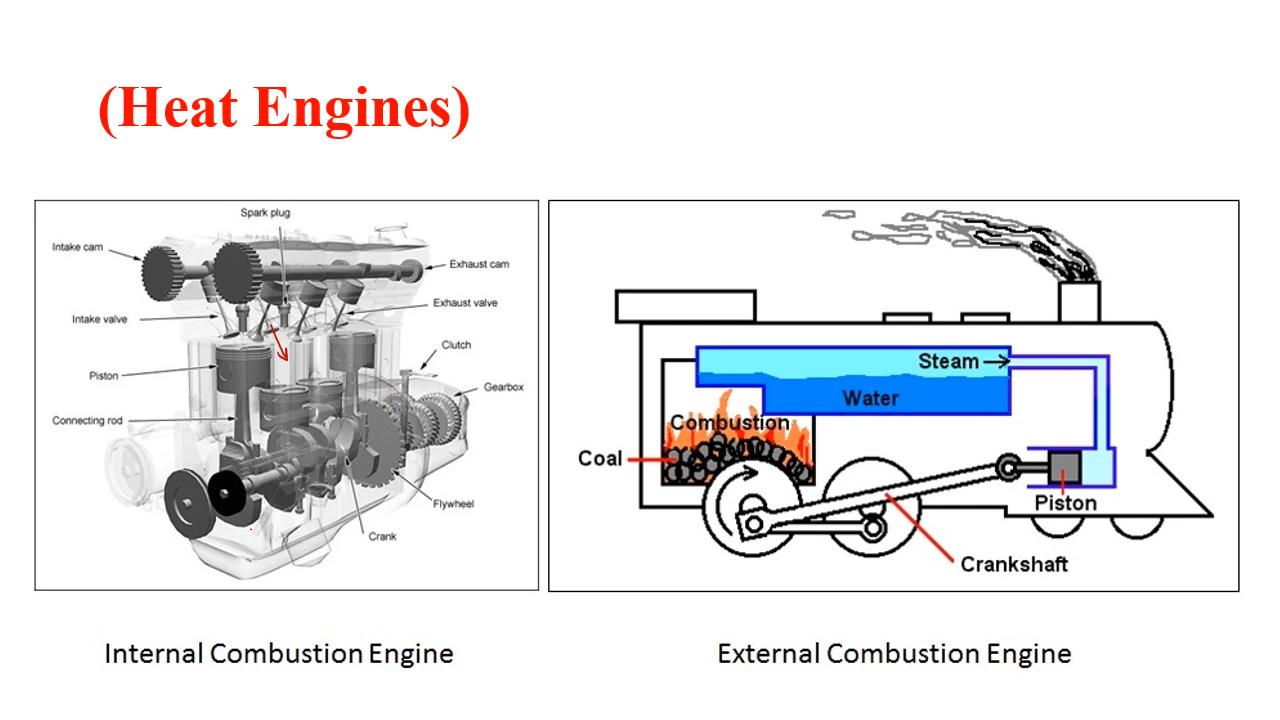 (Heat Engines)
Spark plug
Intake cam
Exhaust cam
Intake valve
Exhaust valve
Clutch
Piston
Gearbox
Connecting rod
Flywheel
Crank
Steam
Water
Combustion
Coal
Piston
Crankshaft
Internal Combustion Engine
External Combustion Engine